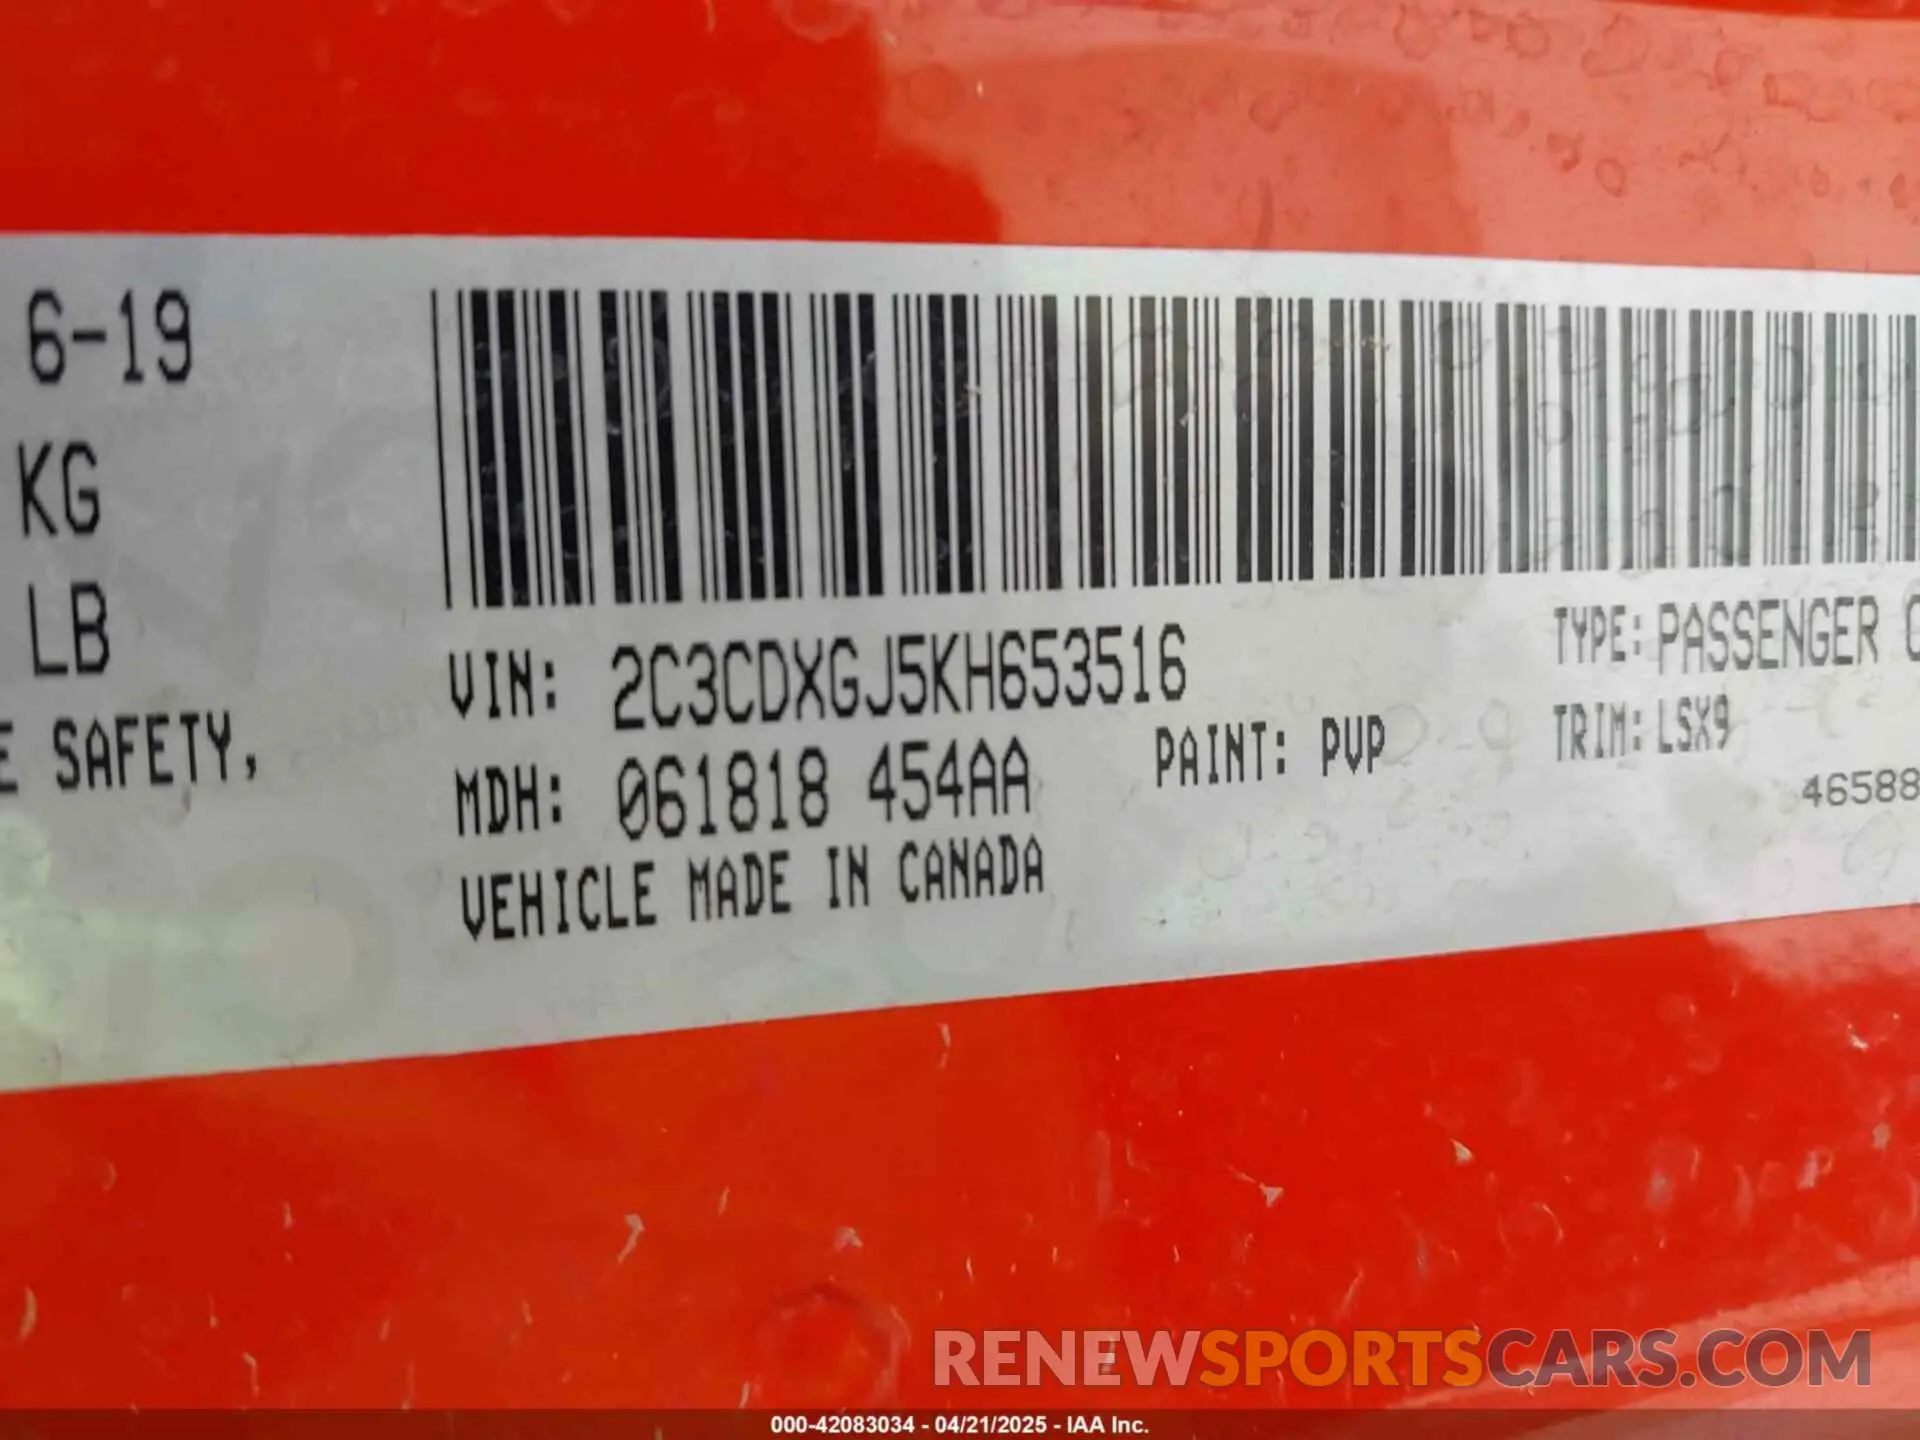 6-19
KG
LB
E SAFETY,
VIN: 2C3CDXGJ5KH653516
TYPE: PASSENGER
MDH: 061818 454AA
PAINT: PVP
TRIM: LSX9
46588
VEHICLE MADE IN CANADA
RENEWSPORTSCARS.COM
000-42083034 - 04/21/2025 - IAA Inc.